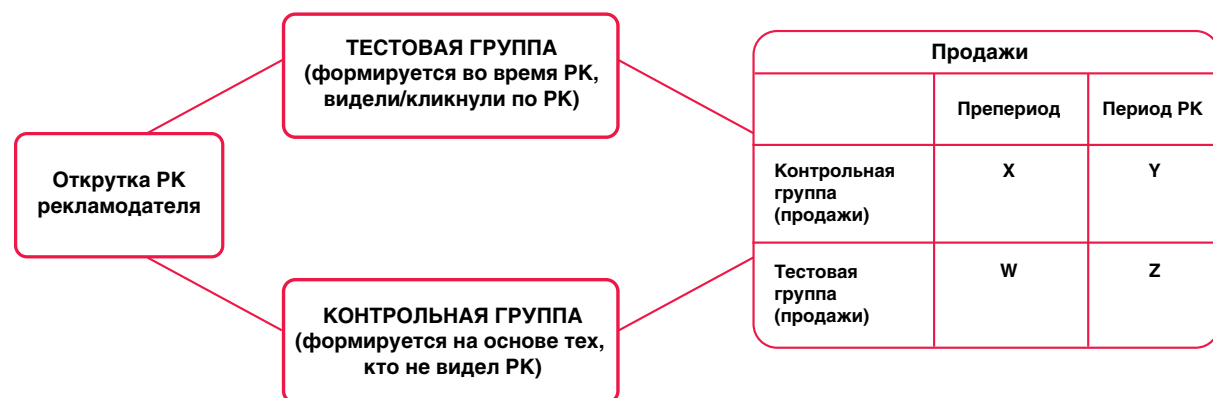 ТЕСТОВАЯ ГРУППА
(формируется во время РК,
видели/кликнули по РК)
Открутка РК
рекламодателя
КОНТРОЛЬНАЯ ГРУППА
(формируется на основе тех,
кто не видел РК)
Продажи
Препериод
Период РК
Контрольная
группа
(продажи)
X
Y
Тестовая
группа
(продажи)
W
Z